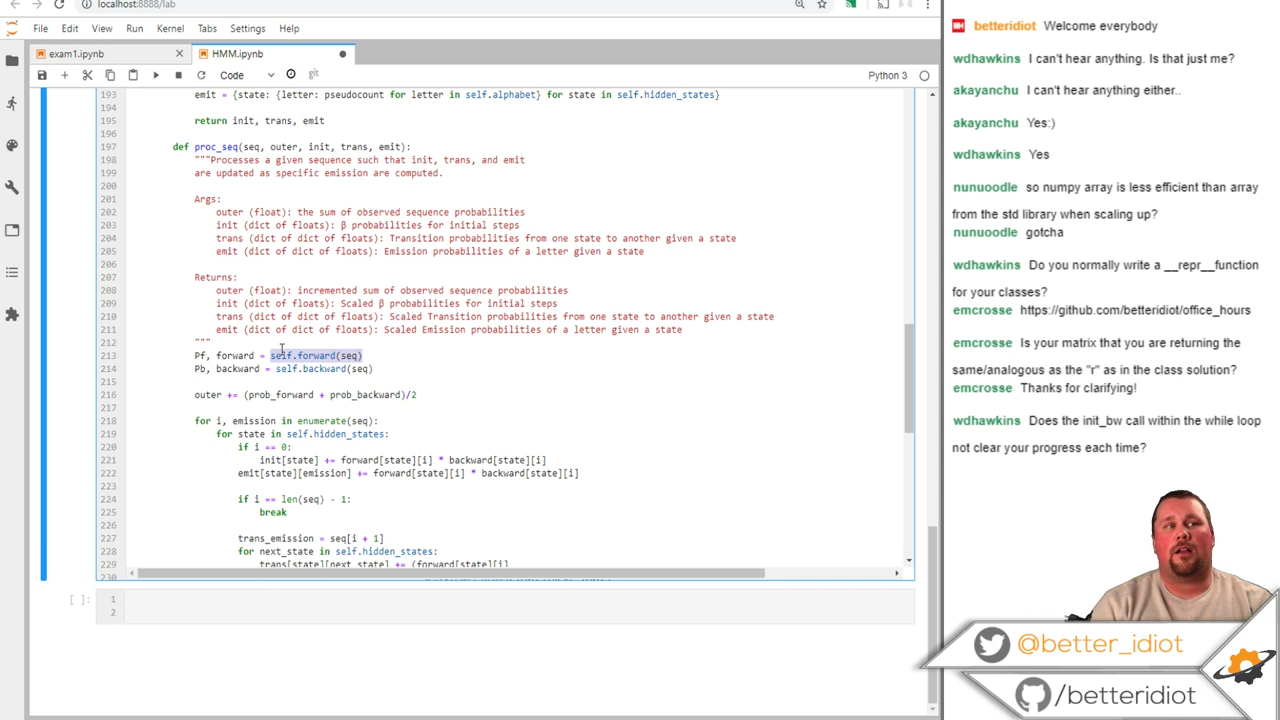 localhost:8888/lab
File Edit View Run Kernel Tabs Settings Help
exam1.ipynb
HMM.ipynb
Code
git
Python 3
193 emit = {state: {letter: pseudocount for letter in self.alphabet} for state in self.hidden_states}
194
195 return init, trans, emit
196
197 def proc_seq(seq, outer, init, trans, emit):
198 """Processes a given sequence such that init, trans, and emit
199 are updated as specific emission are computed.
200
201 Args:
202 outer (float): the sum of observed sequence probabilities
203 init (dict of floats): β probabilities for initial steps
204 trans (dict of dict of floats): Transition probabilities from one state to another given a state
205 emit (dict of dict of floats): Emission probabilities of a letter given a state
206
207 Returns:
208 outer (float): incremented sum of observed sequence probabilities
209 init (dict of floats): Scaled β probabilities for initial steps
210 trans (dict of dict of floats): Scaled Transition probabilities from one state to another given a state
211 emit (dict of dict of floats): Scaled Emission probabilities of a letter given a state
212 """
213 Pf, forward = self.forward(seq)
214 Pb, backward = self.backward(seq)
215
216 outer += (prob_forward + prob_backward)/2
217
218 for i, emission in enumerate(seq):
219 for state in self.hidden_states:
220 if i == 0:
221 init[state] += forward[state][i] * backward[state][i]
222 emit[state][emission] += forward[state][i] * backward[state][i]
223
224 if i == len(seq) - 1:
225 break
226
227 trans_emission = seq[i + 1]
228 for next_state in self.hidden_states:
229 trans[state][next_state] += (forward[state][i]
230
[ ]: 1
2
betteridiot Welcome everybody
wdhawkins I can't hear anything. Is that just me?
akayanchu I can't hear anything either..
akayanchu Yes:)
wdhawkins Yes
nunuoodle so numpy array is less efficient than array
from the std library when scaling up?
nunuoodle gotcha
wdhawkins Do you normally write a __repr__function
for your classes?
emcrosse https://github.com/betteridiot/office_hours
emcrosse Is your matrix that you are returning the
same/analogous as the "r" as in the class solution?
emcrosse Thanks for clarifying!
wdhawkins Does the init_bw call within the while loop
not clear your progress each time?
@better_idiot
/betteridiot